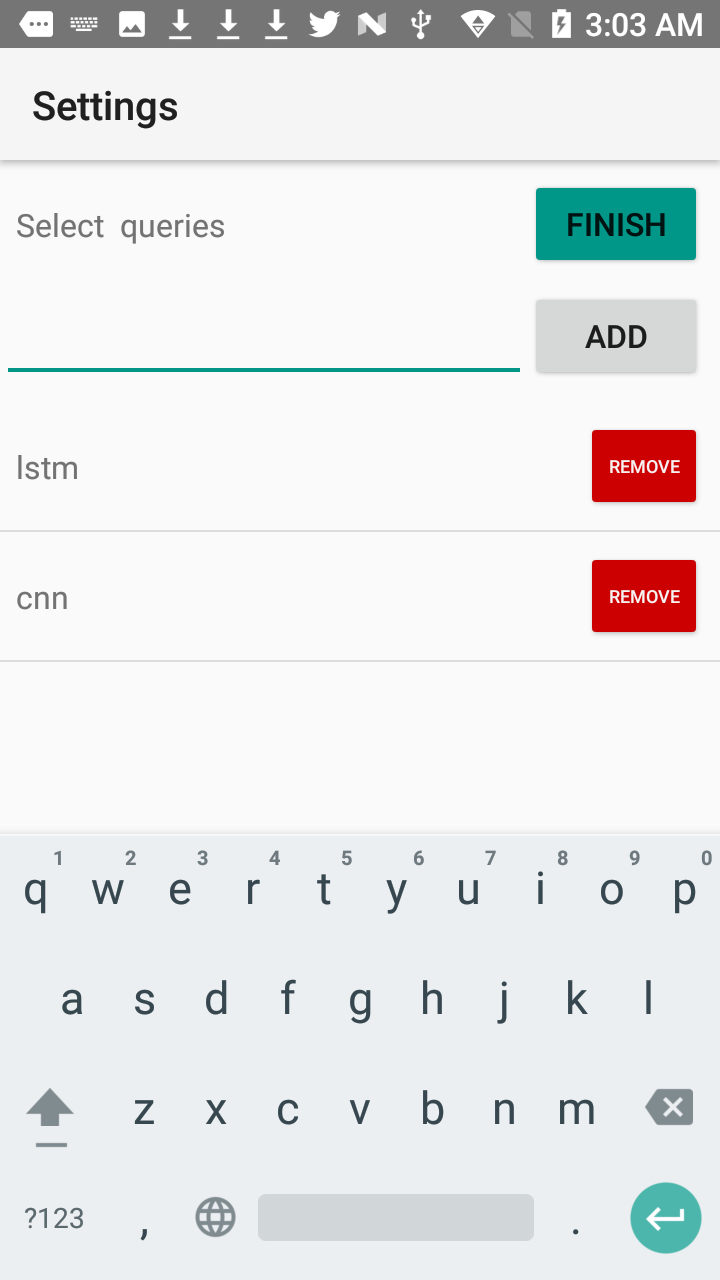 3:03 AM
Settings
Select queries
FINISH
ADD
lstm
REMOVE
cnn
REMOVE
1 2 3 4 5 6 7 8 9 0
q w e r t y u i o p
a s d f g h j k l
z x c v b n m
?123 , .